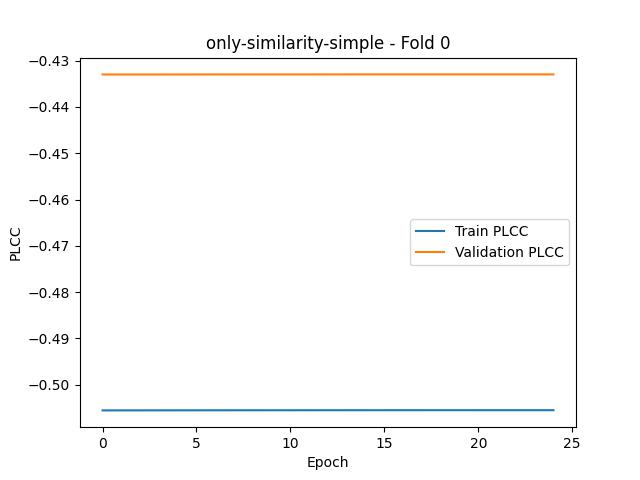 only-similarity-simple - Fold 0
PLCC
−0.43
−0.44
−0.45
−0.46
−0.47
−0.48
−0.49
−0.50
Train PLCC
Validation PLCC
0 5 10 15 20 25
Epoch